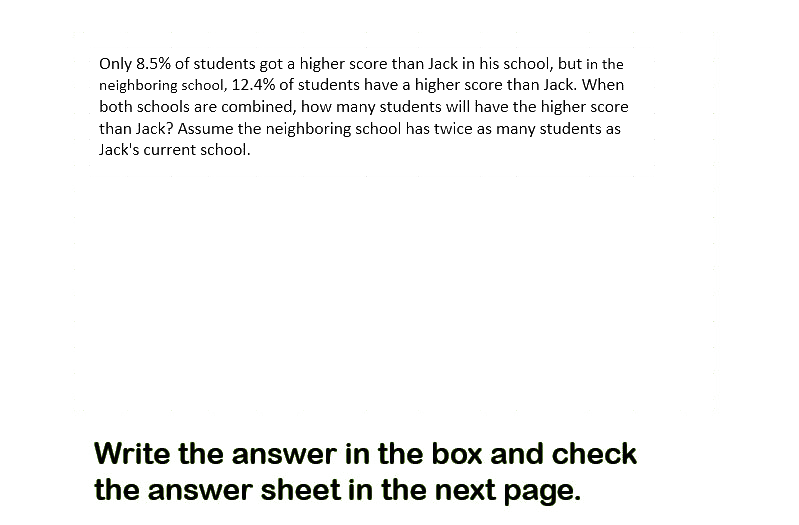 Only 8.5% of students got a higher score than Jack in his school, but in the
neighboring school, 12.4% of students have a higher score than Jack. When
both schools are combined, how many students will have the higher score
than Jack? Assume the neighboring school has twice as many students as
Jack's current school.
Write the answer in the box and check
the answer sheet in the next page.